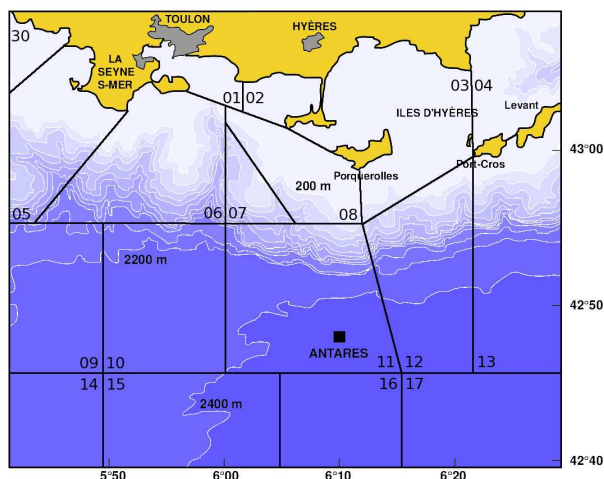 TOULON
HYÈRES
30
LA
SEYNE
S-MER
01 02
03 04
Levant
ILES D'HYÈRES
43°00
Port-Cros
Porquerolles
200 m
05
06 07
08
2200 m
42°50
ANTARES
09 10
11 12
13
14 15
16 17
2400 m
42°40
5°50
6°00
6°10
6°20